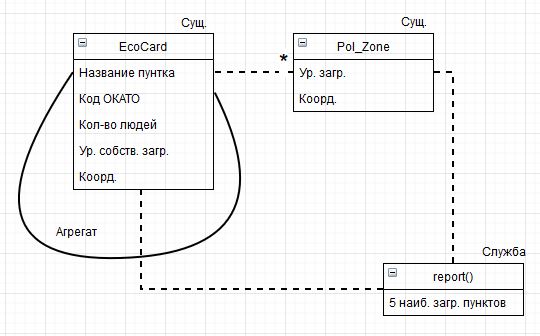 Сущ.
EcoCard
Название пунтка
Код ОКАТО
Кол-во людей
Ур. собств. загр.
Коорд.
Агрегат
*
Сущ.
Pol_Zone
Ур. загр.
Коорд.
Служба
report()
5 наиб. загр. пунктов